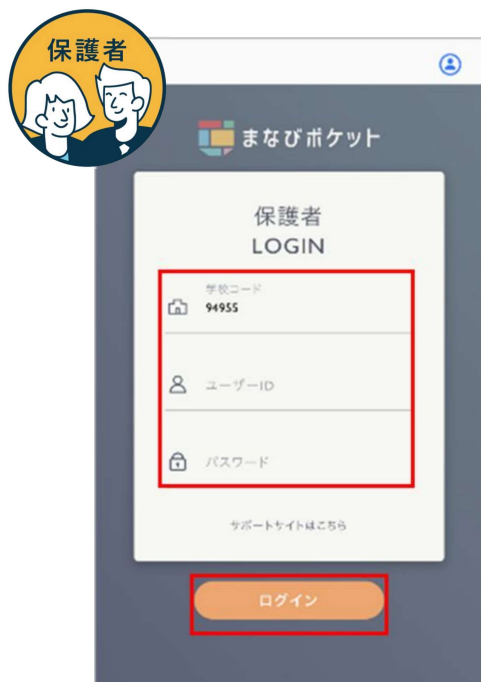 保護者
まなびポケット
保護者
LOGIN
学校コード
94955
ユーザーID
パスワード
サポートサイトはこちら
ログイン